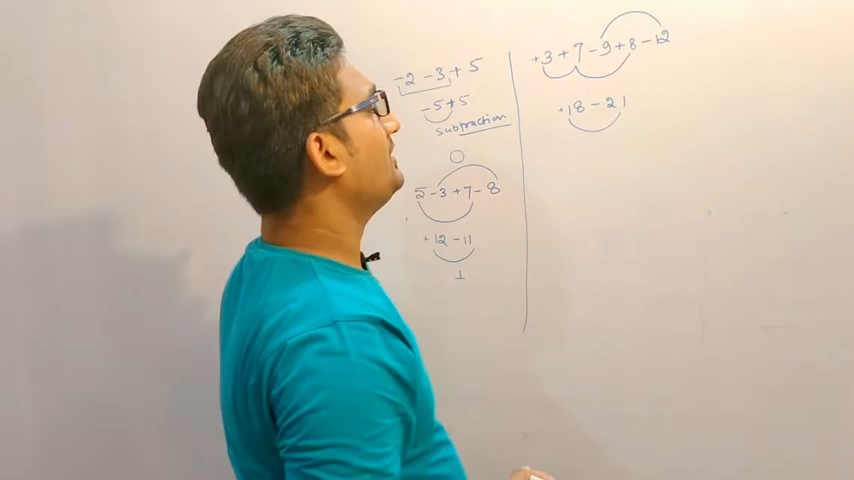 -2 -3 + 5
-5+5
subtraction
0
5 -3 +7 - 8
+12 -11
1
+3 + 7 - 9 + 8 - 12
+18 - 21